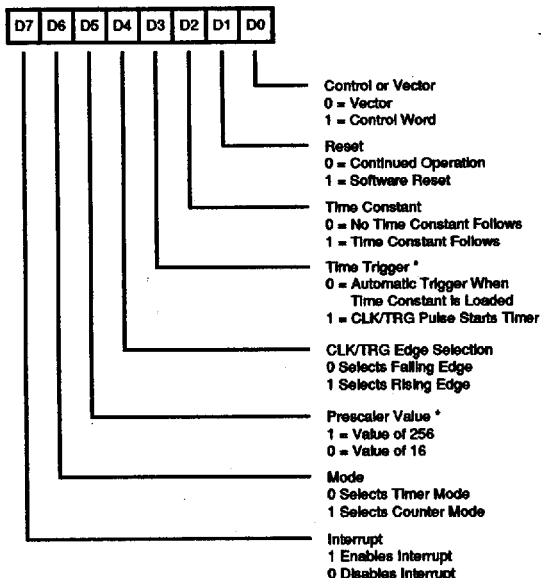 D7 D6 D5 D4 D3 D2 D1 D0
Control or Vector
0 = Vector
1 = Control Word
Reset
0 = Continued Operation
1 = Software Reset
Time Constant
0 = No Time Constant Follows
1 = Time Constant Follows
Time Trigger *
0 = Automatic Trigger When
Time Constant is Loaded
1 = CLK/TRG Pulse Starts Timer
CLK/TRG Edge Selection
0 Selects Falling Edge
1 Selects Rising Edge
Prescaler Value *
1 = Value of 256
0 = Value of 16
Mode
0 Selects Timer Mode
1 Selects Counter Mode
Interrupt
1 Enables Interrupt
0 Disables Interrupt